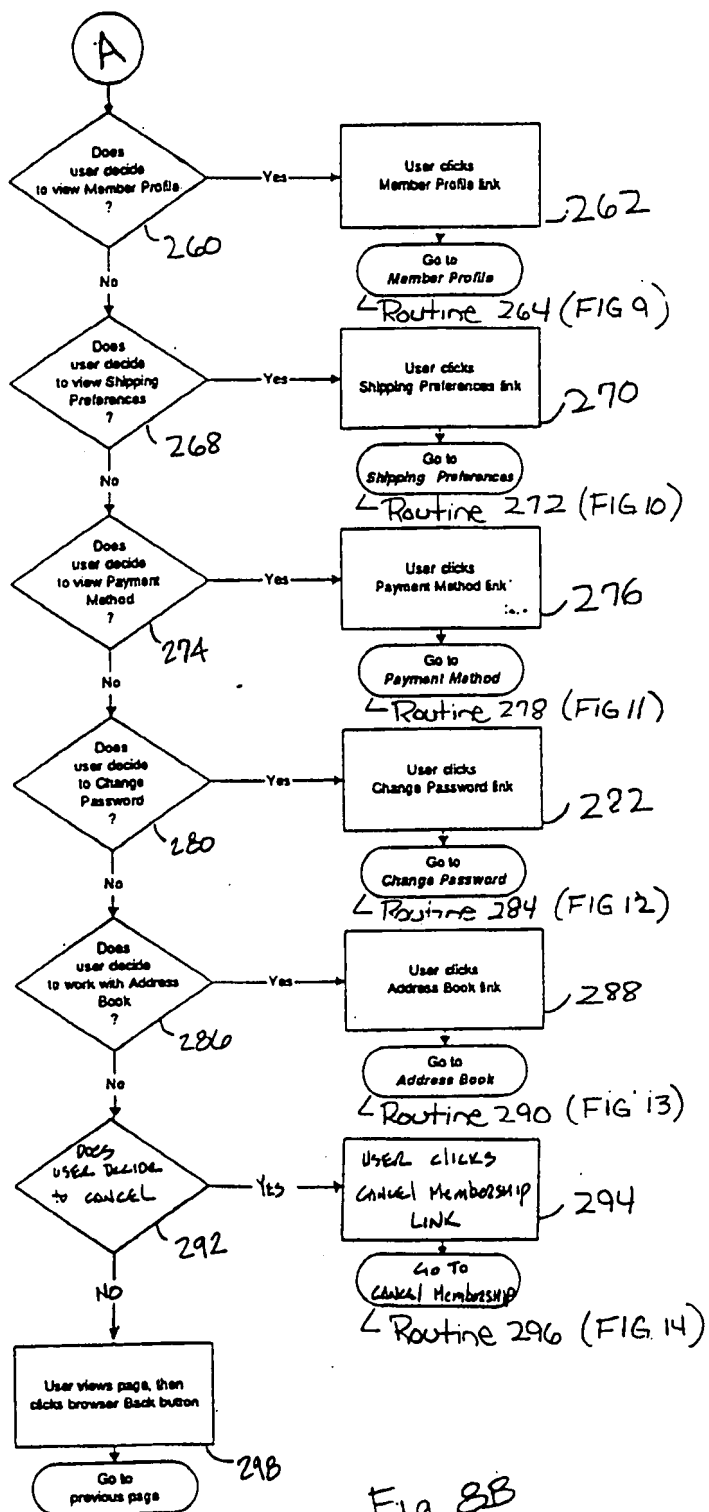 A
Does
user decide
to view Member Profile
?
260
Yes
User clicks
Member Profile link
262
Go to
Member Profile
Routine 264 (FIG 9)
No
Does
user decide
to view Shipping
Preferences
?
268
Yes
User clicks
Shipping Preferences link
270
Go to
Shipping Preferences
Routine 272 (FIG 10)
No
Does
user decide
to view Payment
Method
?
274
Yes
User clicks
Payment Method link
276
Go to
Payment Method
Routine 278 (FIG 11)
No
Does
user decide
to Change
Password
?
280
Yes
User clicks
Change Password link
282
Go to
Change Password
Routine 284 (FIG 12)
No
Does
user decide
to work with Address
Book
?
286
Yes
User clicks
Address Book link
288
Go to
Address Book
Routine 290 (FIG 13)
No
DOES
USER DECIDE
to CANCEL
292
YES
USER clicks
CANCEL MEMBERSHIP
LINK
294
GO TO
CANCEL MEMBERSHIP
Routine 296 (FIG. 14)
NO
User views page, then
clicks browser Back button
298
Go to
previous page
Fig 8B